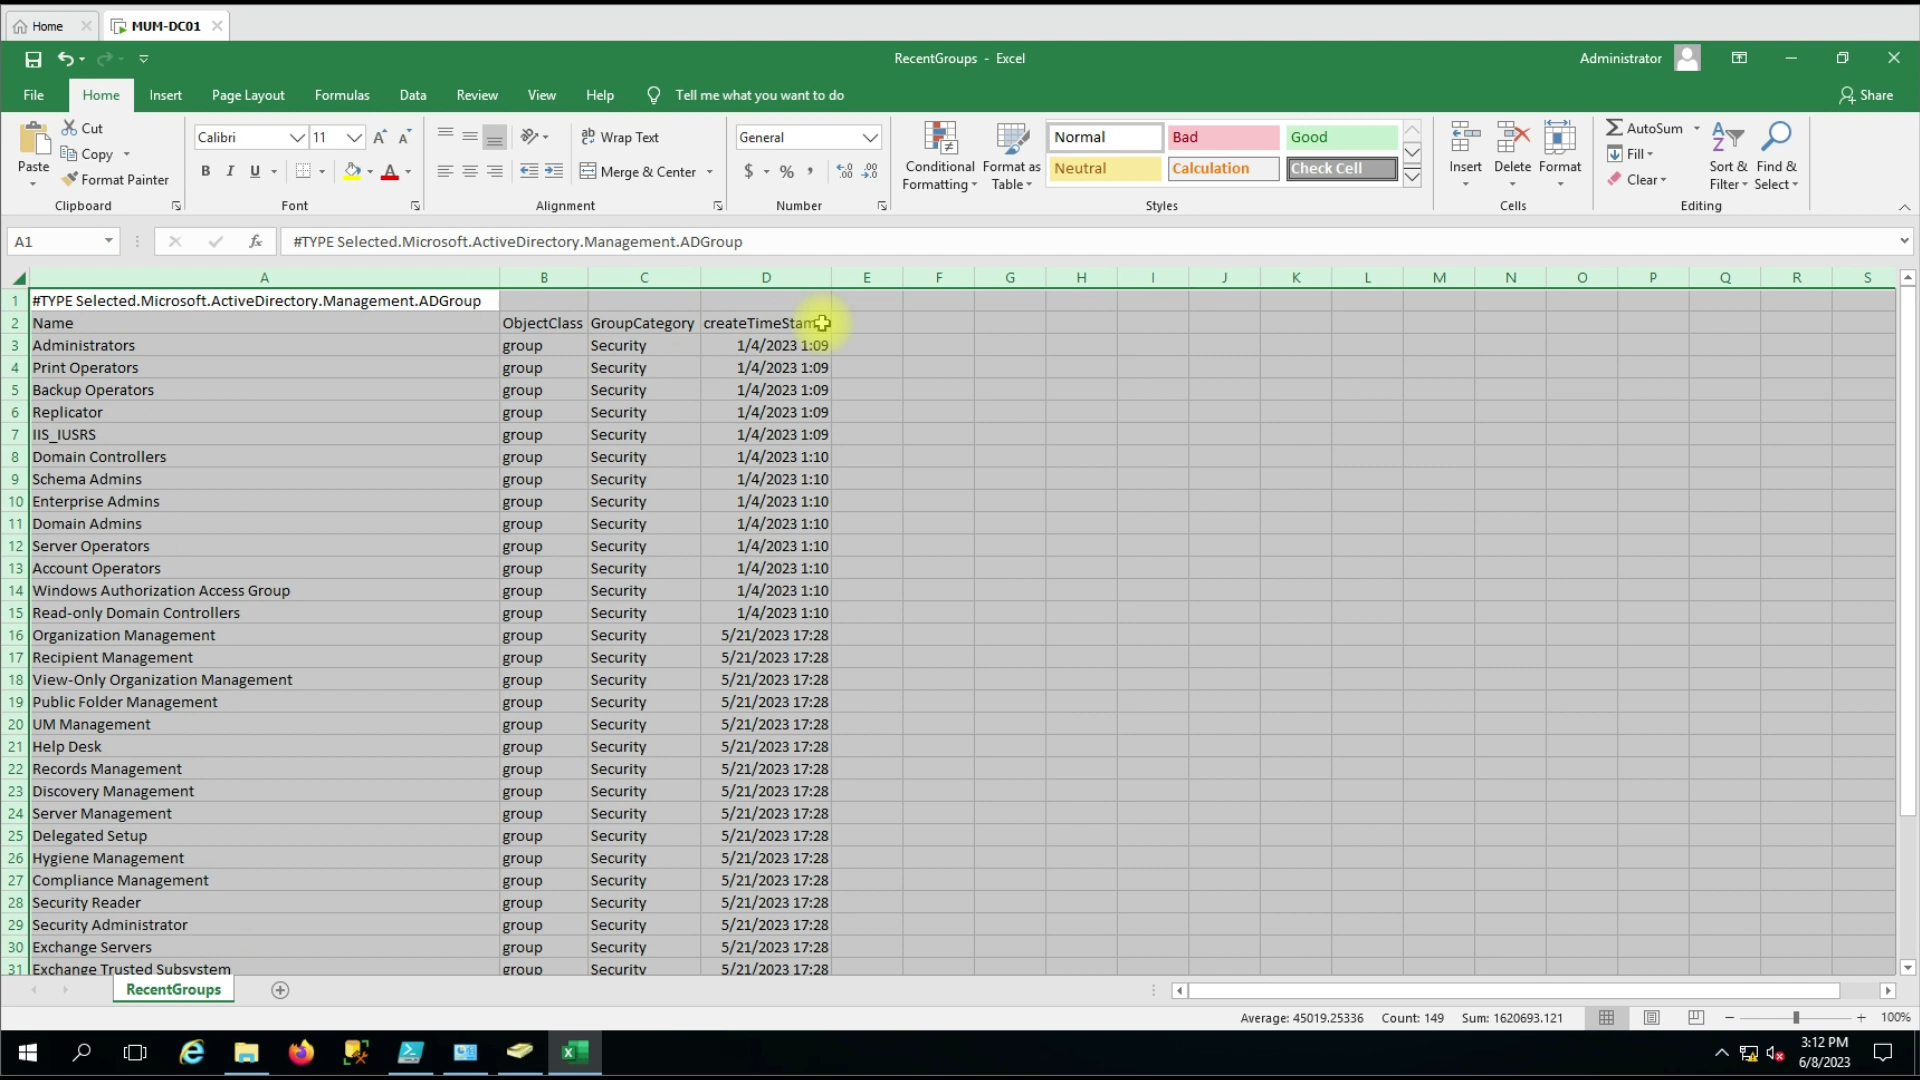 Home
MUM-DC01
RecentGroups - Excel
Administrator
File Home Insert Page Layout Formulas Data Review View Help Tell me what you want to do Share
Paste
Cut
Copy
Format Painter
Clipboard
Calibri 11
B I U
Font
Wrap Text
Merge & Center
Alignment
General
$ % ,
Number
Conditional Formatting
Format as Table
Normal Bad Good
Neutral Calculation Check Cell
Styles
Insert Delete Format
Cells
AutoSum
Fill
Clear
Sort & Filter
Find & Select
Editing
A1 fx #TYPE Selected.Microsoft.ActiveDirectory.Management.ADGroup
A B C D E F G H I J K L M N O P Q R S
1 #TYPE Selected.Microsoft.ActiveDirectory.Management.ADGroup
2 Name ObjectClass GroupCategory createTimeStam
3 Administrators group Security 1/4/2023 1:09
4 Print Operators group Security 1/4/2023 1:09
5 Backup Operators group Security 1/4/2023 1:09
6 Replicator group Security 1/4/2023 1:09
7 IIS_IUSRS group Security 1/4/2023 1:09
8 Domain Controllers group Security 1/4/2023 1:10
9 Schema Admins group Security 1/4/2023 1:10
10 Enterprise Admins group Security 1/4/2023 1:10
11 Domain Admins group Security 1/4/2023 1:10
12 Server Operators group Security 1/4/2023 1:10
13 Account Operators group Security 1/4/2023 1:10
14 Windows Authorization Access Group group Security 1/4/2023 1:10
15 Read-only Domain Controllers group Security 1/4/2023 1:10
16 Organization Management group Security 5/21/2023 17:28
17 Recipient Management group Security 5/21/2023 17:28
18 View-Only Organization Management group Security 5/21/2023 17:28
19 Public Folder Management group Security 5/21/2023 17:28
20 UM Management group Security 5/21/2023 17:28
21 Help Desk group Security 5/21/2023 17:28
22 Records Management group Security 5/21/2023 17:28
23 Discovery Management group Security 5/21/2023 17:28
24 Server Management group Security 5/21/2023 17:28
25 Delegated Setup group Security 5/21/2023 17:28
26 Hygiene Management group Security 5/21/2023 17:28
27 Compliance Management group Security 5/21/2023 17:28
28 Security Reader group Security 5/21/2023 17:28
29 Security Administrator group Security 5/21/2023 17:28
30 Exchange Servers group Security 5/21/2023 17:28
31 Exchange Trusted Subsystem group Security 5/21/2023 17:28
RecentGroups
Average: 45019.25336 Count: 149 Sum: 1620693.121 100%
3:12 PM
6/8/2023